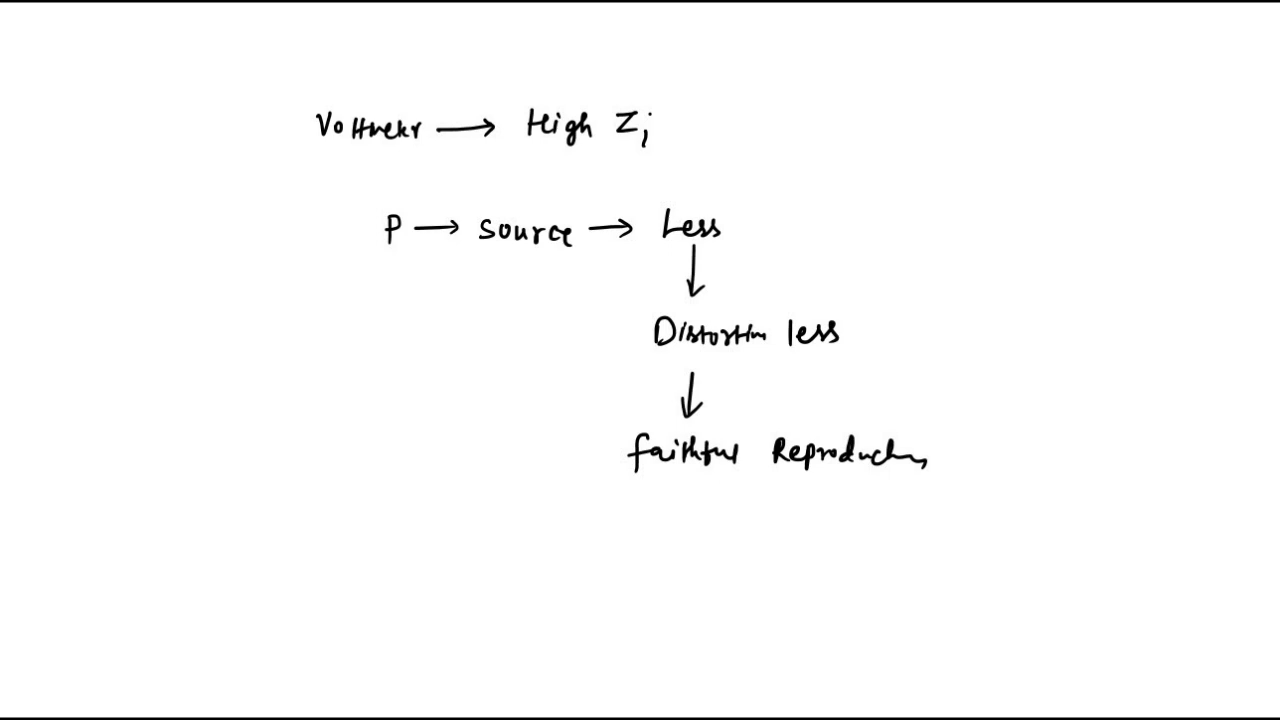 Voltmeter → High Zi
P → Source → Less
↓
Distortion less
↓
faithful Reproduction